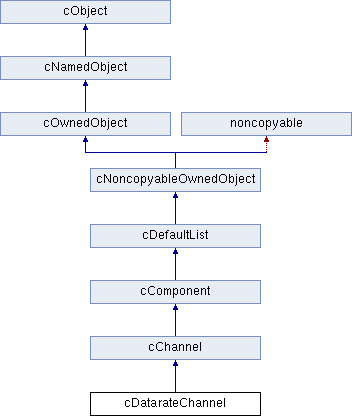 cObject
cNamedObject
cOwnedObject noncopyable
cNoncopyableOwnedObject
cDefaultList
cComponent
cChannel
cDatarateChannel